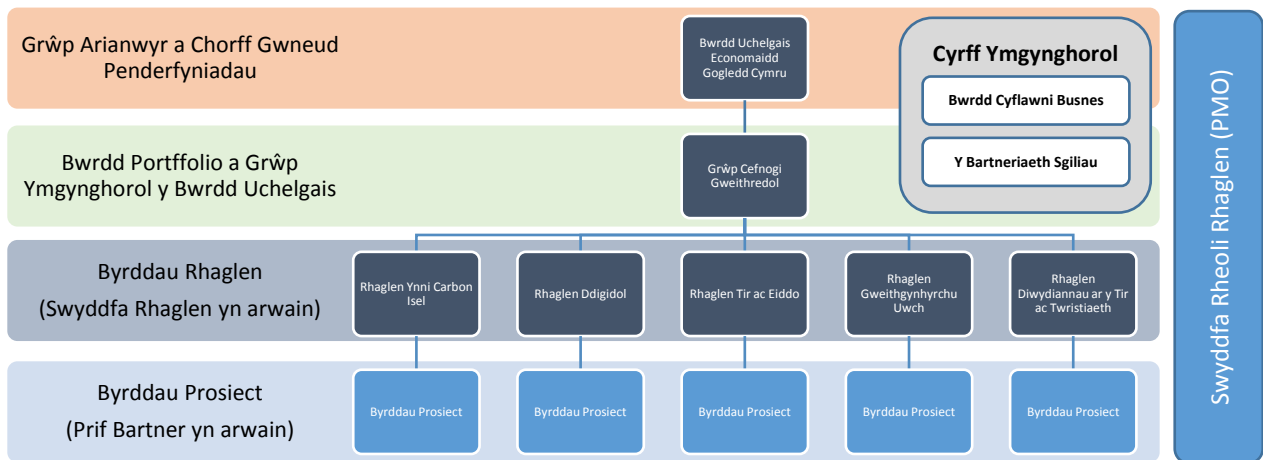 Grŵp Arianwyr a Chorff Gwneud
Penderfyniadau
Bwrdd Uchelgais
Economaidd
Gogledd Cymru
Cyrff Ymgynghorol
Bwrdd Cyflawni Busnes
Y Bartneriaeth Sgiliau
Bwrdd Portffolio a Grŵp
Ymgynghorol y Bwrdd Uchelgais
Grŵp Cefnogi
Gweithredol
Byrddau Rhaglen
(Swyddfa Rhaglen yn arwain)
Rhaglen Ynni Carbon
Isel
Rhaglen Ddigidol
Rhaglen Tir ac Eiddo
Rhaglen
Gweithgynhyrchu
Uwch
Rhaglen
Diwydiannau ar y Tir
ac Twristiaeth
Byrddau Prosiect
(Prif Bartner yn arwain)
Byrddau Prosiect
Byrddau Prosiect
Byrddau Prosiect
Byrddau Prosiect
Byrddau Prosiect
Swyddfa Rheoli Rhaglen (PMO)